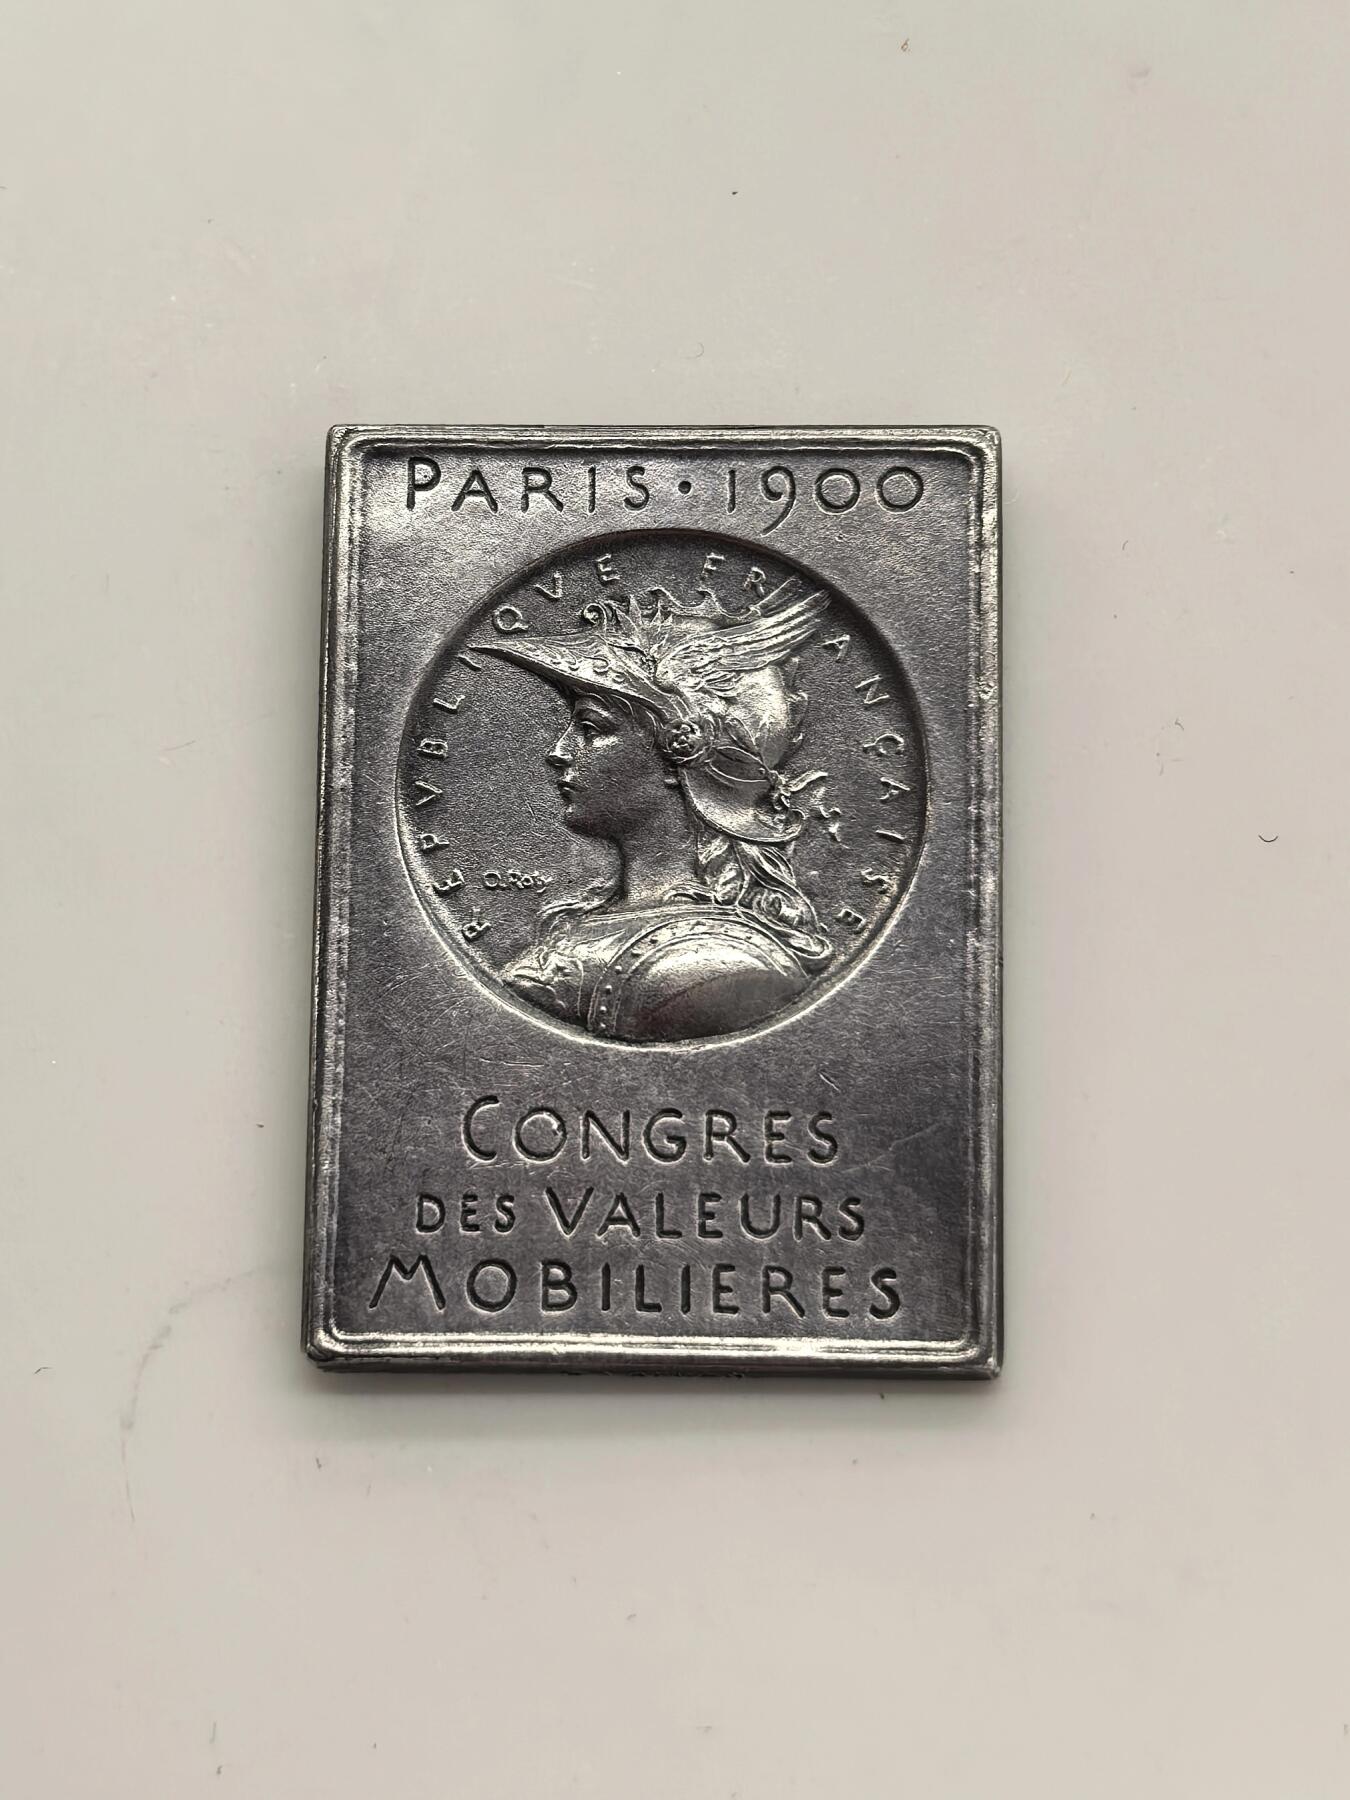 PARIS · 1900
REPVBLIQVE FRANÇAISE
O. ROTY
CONGRES
DES VALEURS
MOBILIERES